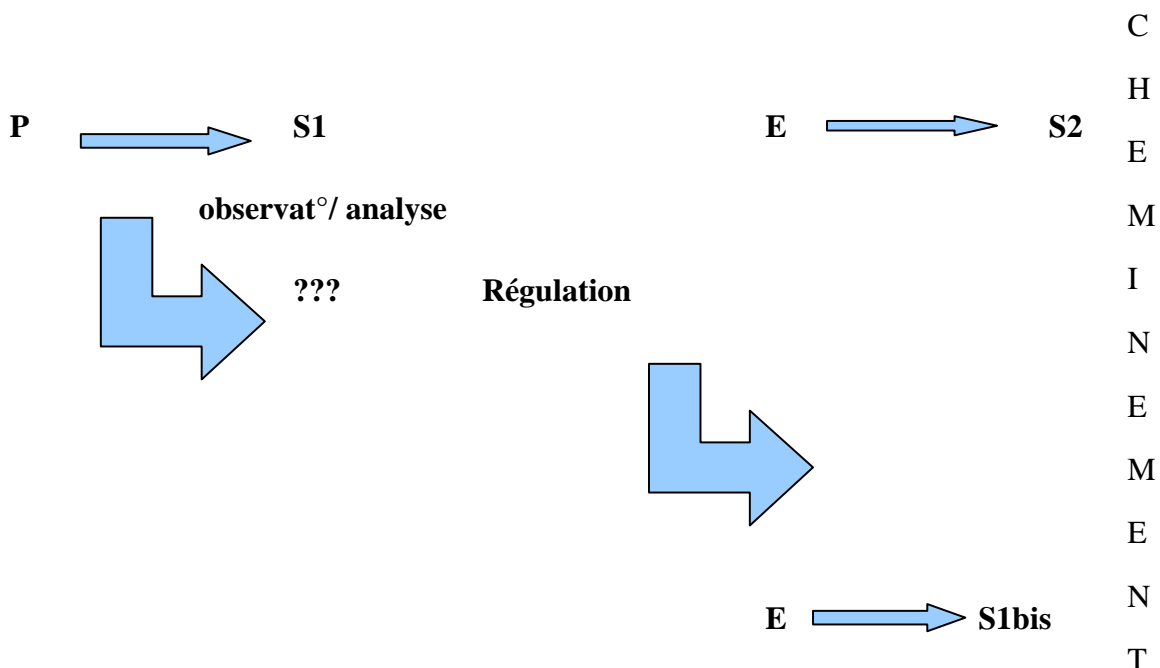 P S1 E S2
observat°/ analyse
??? Régulation
E S1bis
C
H
E
M
I
N
E
M
E
N
T